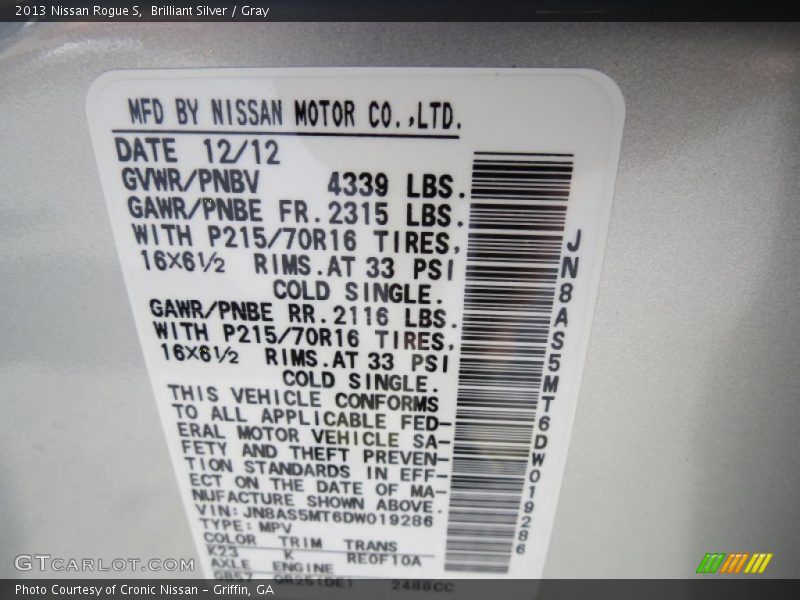 2013 Nissan Rogue S, Brilliant Silver / Gray
MFD BY NISSAN MOTOR CO.,LTD.
DATE 12/12
GVWR/PNBV 4339 LBS.
GAWR/PNBE FR. 2315 LBS.
WITH P215/70R16 TIRES,
16X6½ RIMS.AT 33 PSI
COLD SINGLE.
GAWR/PNBE RR. 2116 LBS.
WITH P215/70R16 TIRES,
16X6½ RIMS.AT 33 PSI
COLD SINGLE.
THIS VEHICLE CONFORMS
TO ALL APPLICABLE FED-
ERAL MOTOR VEHICLE SA-
FETY AND THEFT PREVEN-
TION STANDARDS IN EFF-
ECT ON THE DATE OF MA-
NUFACTURE SHOWN ABOVE.
VIN: JN8AS5MT6DW019286
TYPE: MPV
COLOR TRIM TRANS
K23 K RE0F10A
AXLE ENGINE
GB57 QR25(DE) 2488CC
JN8AS5MT6DW019286
GTCARLOT.COM
Photo Courtesy of Cronic Nissan - Griffin, GA